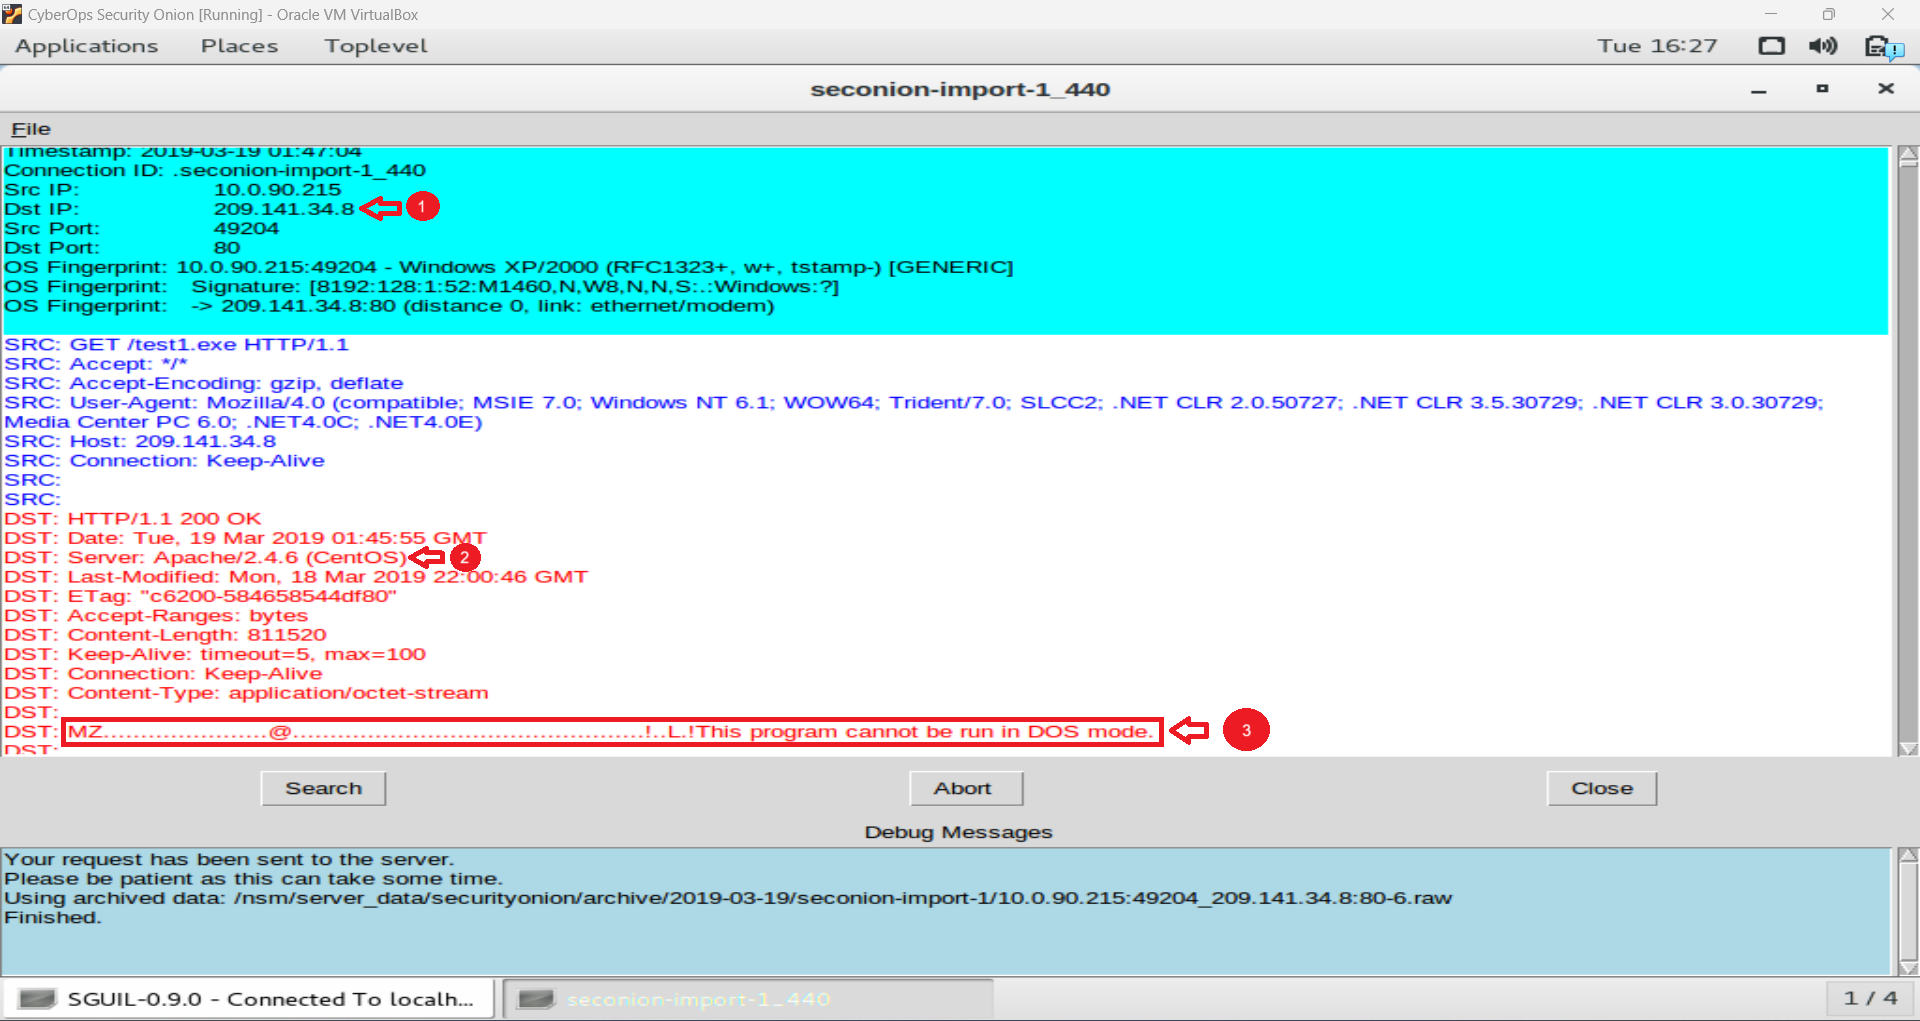 CyberOps Security Onion [Running] - Oracle VM VirtualBox
Applications Places Toplevel Tue 16:27
seconion-import-1_440
File
Timestamp: 2019-03-19 01:47:04
Connection ID: .seconion-import-1_440
Src IP: 10.0.90.215
Dst IP: 209.141.34.8 1
Src Port: 49204
Dst Port: 80
OS Fingerprint: 10.0.90.215:49204 - Windows XP/2000 (RFC1323+, w+, tstamp-) [GENERIC]
OS Fingerprint: Signature: [8192:128:1:52:M1460,N,W8,N,N,S:.:Windows:?]
OS Fingerprint: -> 209.141.34.8:80 (distance 0, link: ethernet/modem)
SRC: GET /test1.exe HTTP/1.1
SRC: Accept: */*
SRC: Accept-Encoding: gzip, deflate
SRC: User-Agent: Mozilla/4.0 (compatible; MSIE 7.0; Windows NT 6.1; WOW64; Trident/7.0; SLCC2; .NET CLR 2.0.50727; .NET CLR 3.5.30729; .NET CLR 3.0.30729;
Media Center PC 6.0; .NET4.0C; .NET4.0E)
SRC: Host: 209.141.34.8
SRC: Connection: Keep-Alive
SRC:
SRC:
DST: HTTP/1.1 200 OK
DST: Date: Tue, 19 Mar 2019 01:45:55 GMT
DST: Server: Apache/2.4.6 (CentOS) 2
DST: Last-Modified: Mon, 18 Mar 2019 22:00:46 GMT
DST: ETag: "c6200-584658544df80"
DST: Accept-Ranges: bytes
DST: Content-Length: 811520
DST: Keep-Alive: timeout=5, max=100
DST: Connection: Keep-Alive
DST: Content-Type: application/octet-stream
DST:
DST: MZ......................@...............................................!..L.!This program cannot be run in DOS mode. 3
DST:
Search Abort Close
Debug Messages
Your request has been sent to the server.
Please be patient as this can take some time.
Using archived data: /nsm/server_data/securityonion/archive/2019-03-19/seconion-import-1/10.0.90.215:49204_209.141.34.8:80-6.raw
Finished.
SGUIL-0.9.0 - Connected To localh... seconion-import-1_440 1 / 4